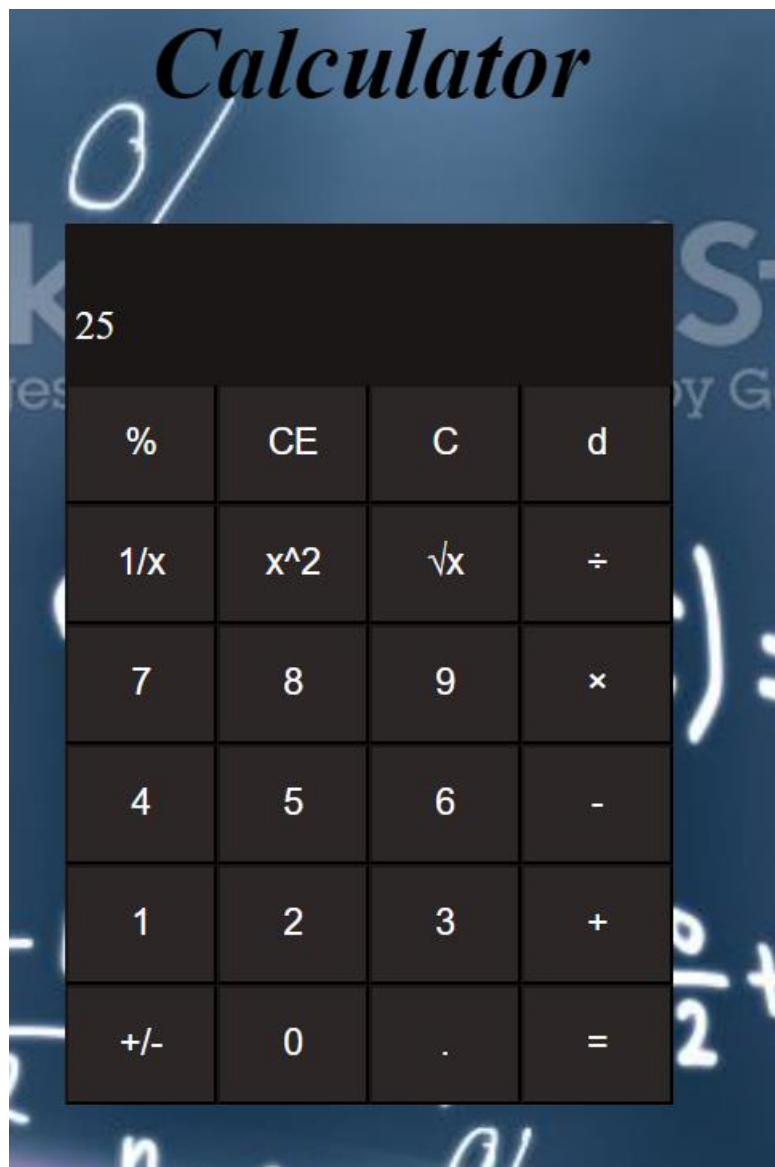 Calculator
25
% CE C d
1/x x^2 √x ÷
7 8 9 ×
4 5 6 -
1 2 3 +
+/- 0 . =